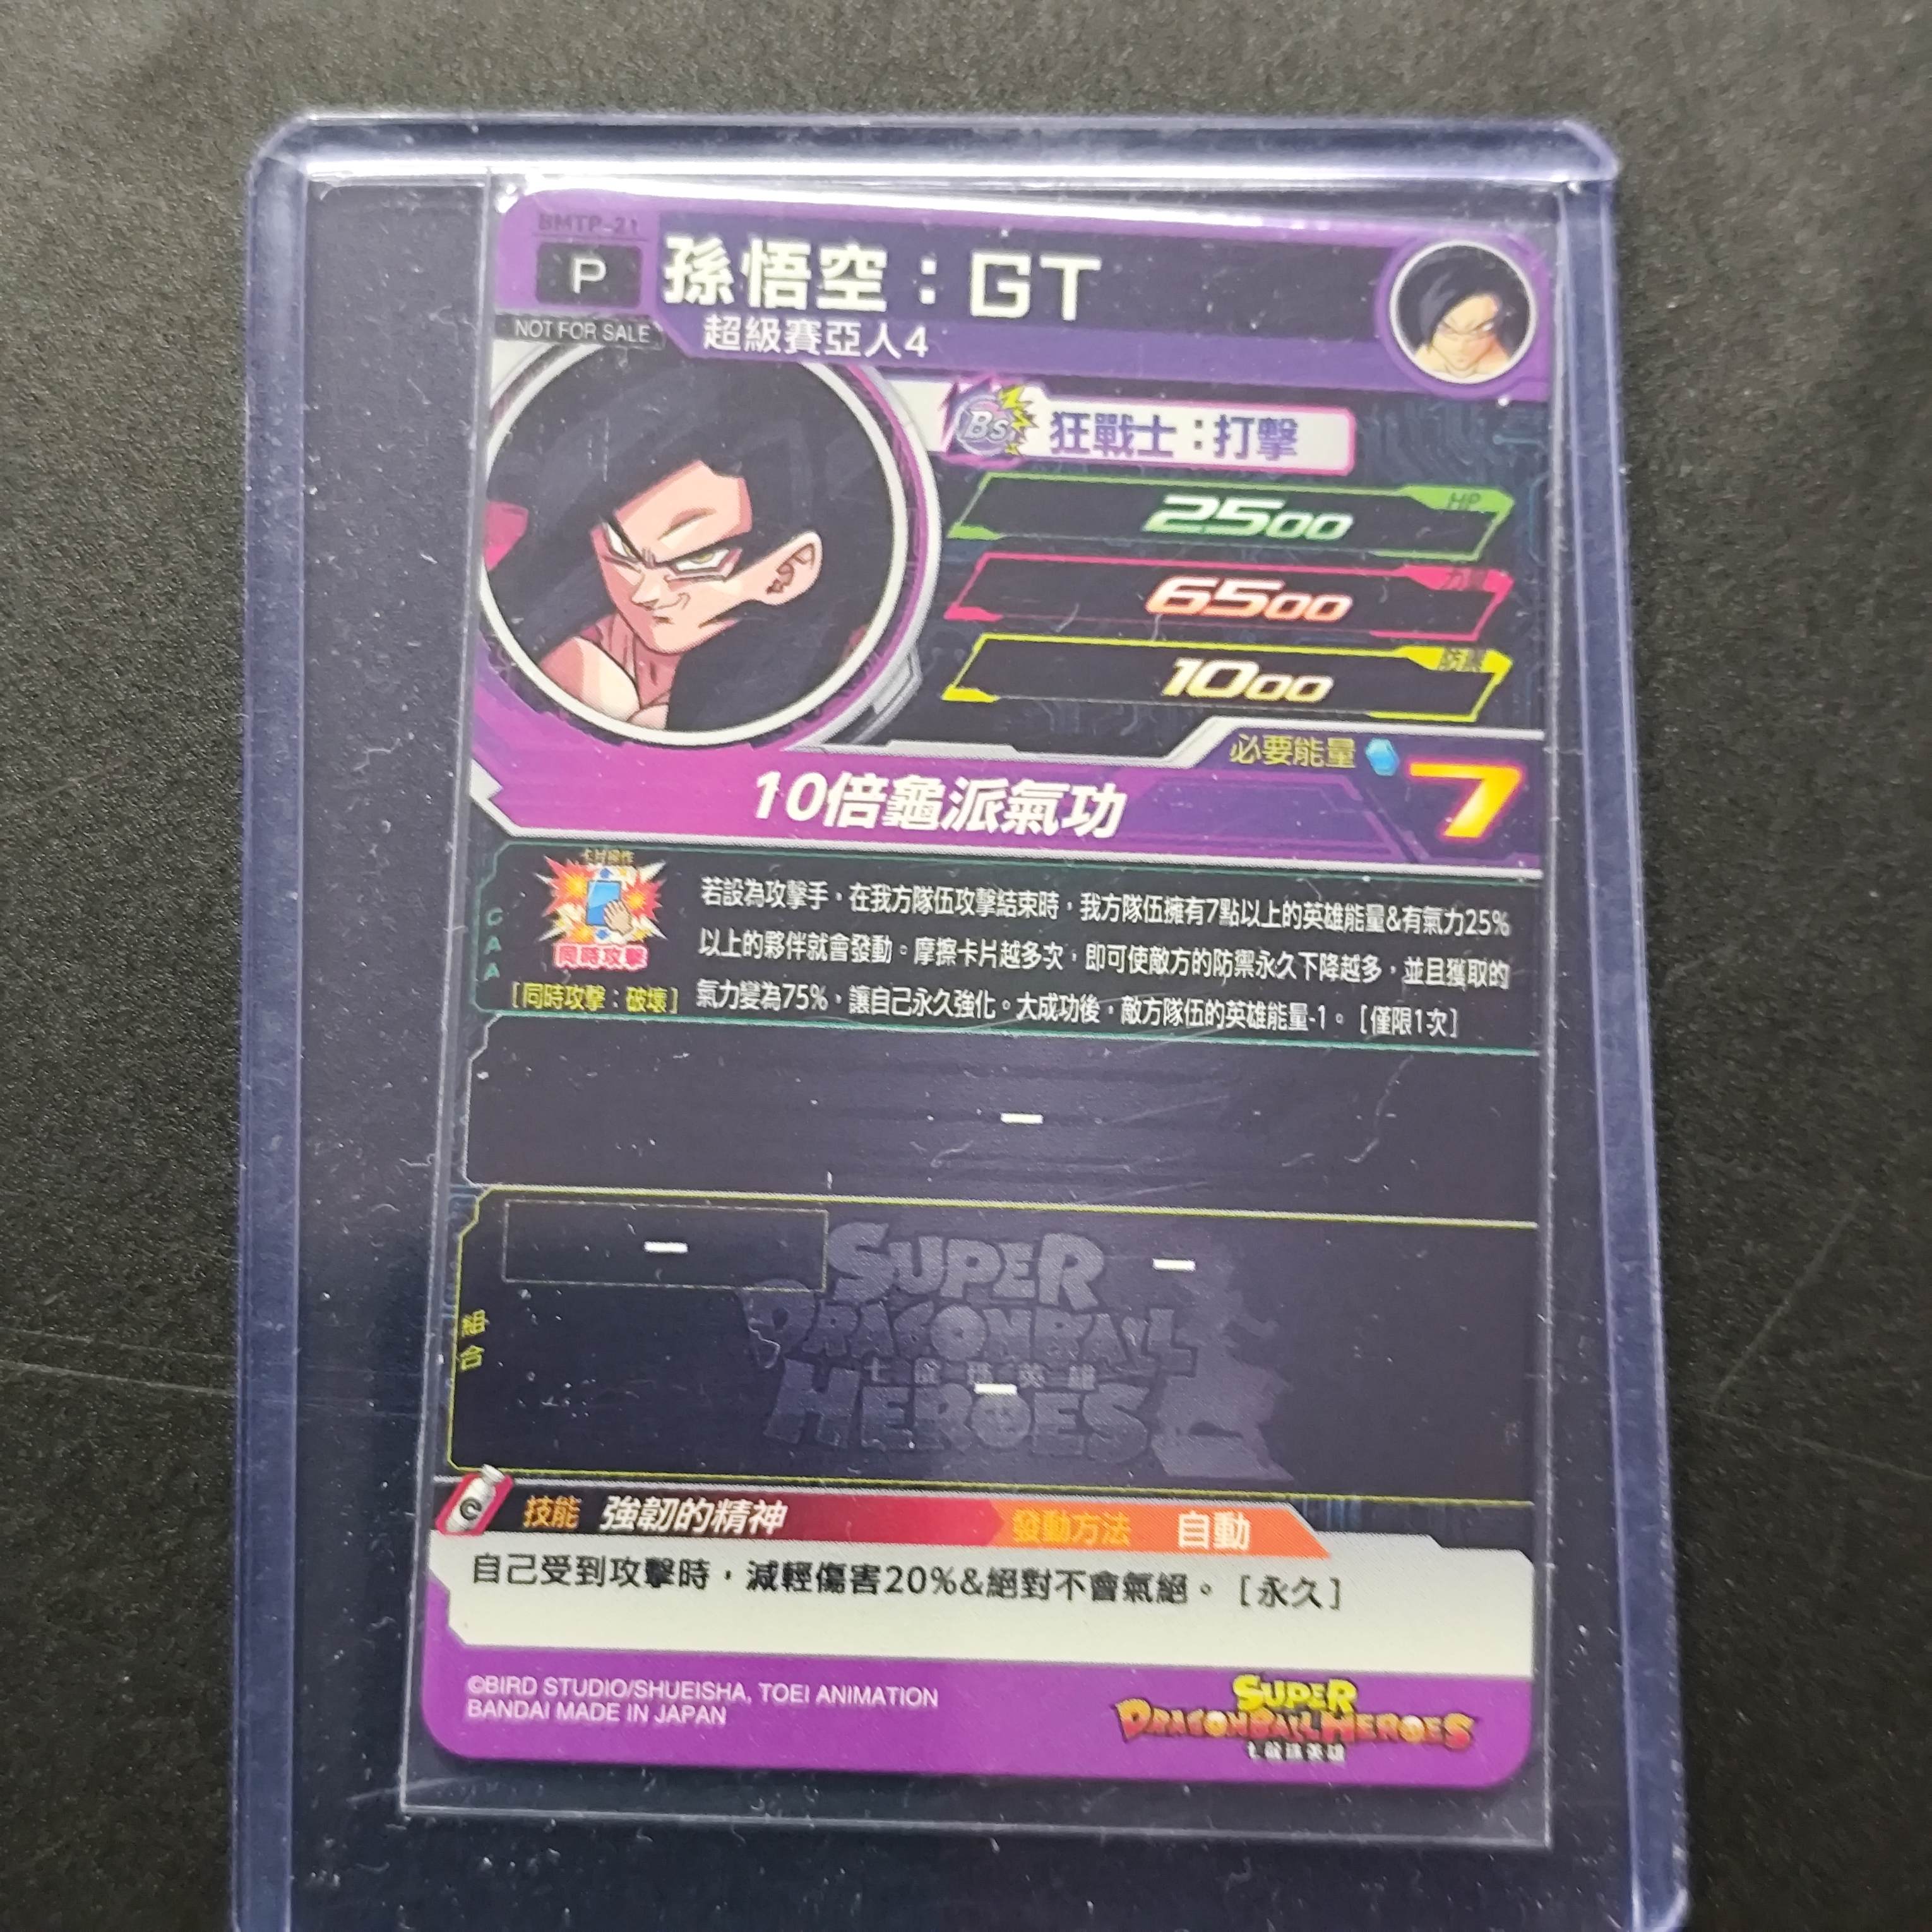 BMTP-21
P
孫悟空：GT
NOT FOR SALE
超級賽亞人4
Bs
狂戰士：打擊
HP
2500
6500
防禦
1000
必要能量 7
10倍龜派氣功
CAA
卡片操作
同時攻擊
[同時攻擊：破壞]
若設為攻擊手，在我方隊伍攻擊結束時，我方隊伍擁有7點以上的英雄能量&有氣力25%
以上的夥伴就會發動。摩擦卡片越多次，即可使敵方的防禦永久下降越多，並且獲取的
氣力變為75%，讓自己永久強化。大成功後，敵方隊伍的英雄能量-1。[僅限1次]
-
組合
-
-
-
SUPER
DRAGONBALL
七龍珠英雄
HEROES
C
技能 強韌的精神 發動方法 自動
自己受到攻擊時，減輕傷害20%&絕對不會氣絕。[永久]
©BIRD STUDIO/SHUEISHA, TOEI ANIMATION
BANDAI MADE IN JAPAN
SUPER
DRAGONBALL HEROES
七龍珠英雄